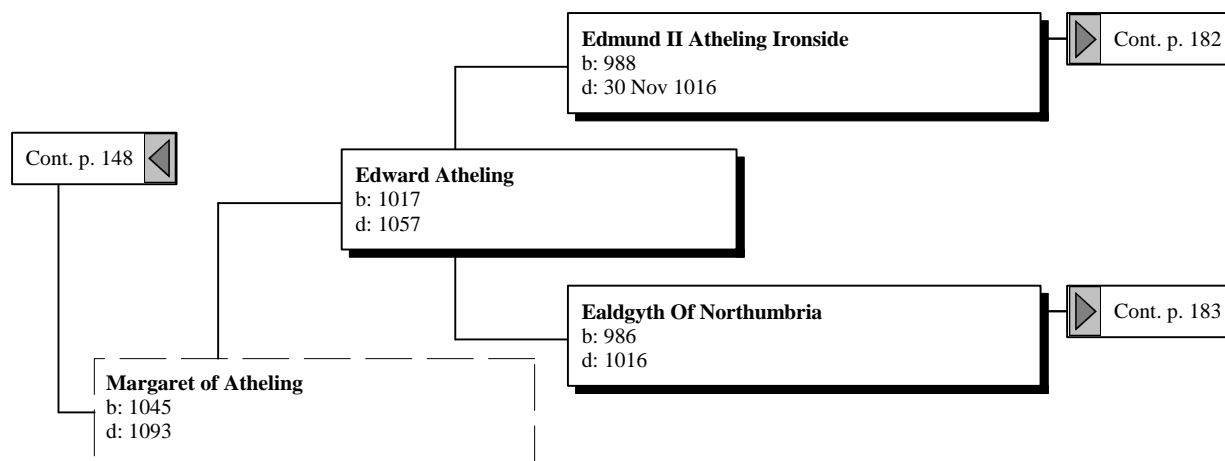 Edmund II Atheling Ironside
b: 988
d: 30 Nov 1016
Cont. p. 182
Cont. p. 148
Edward Atheling
b: 1017
d: 1057
Ealdgyth Of Northumbria
b: 986
d: 1016
Cont. p. 183
Margaret of Atheling
b: 1045
d: 1093